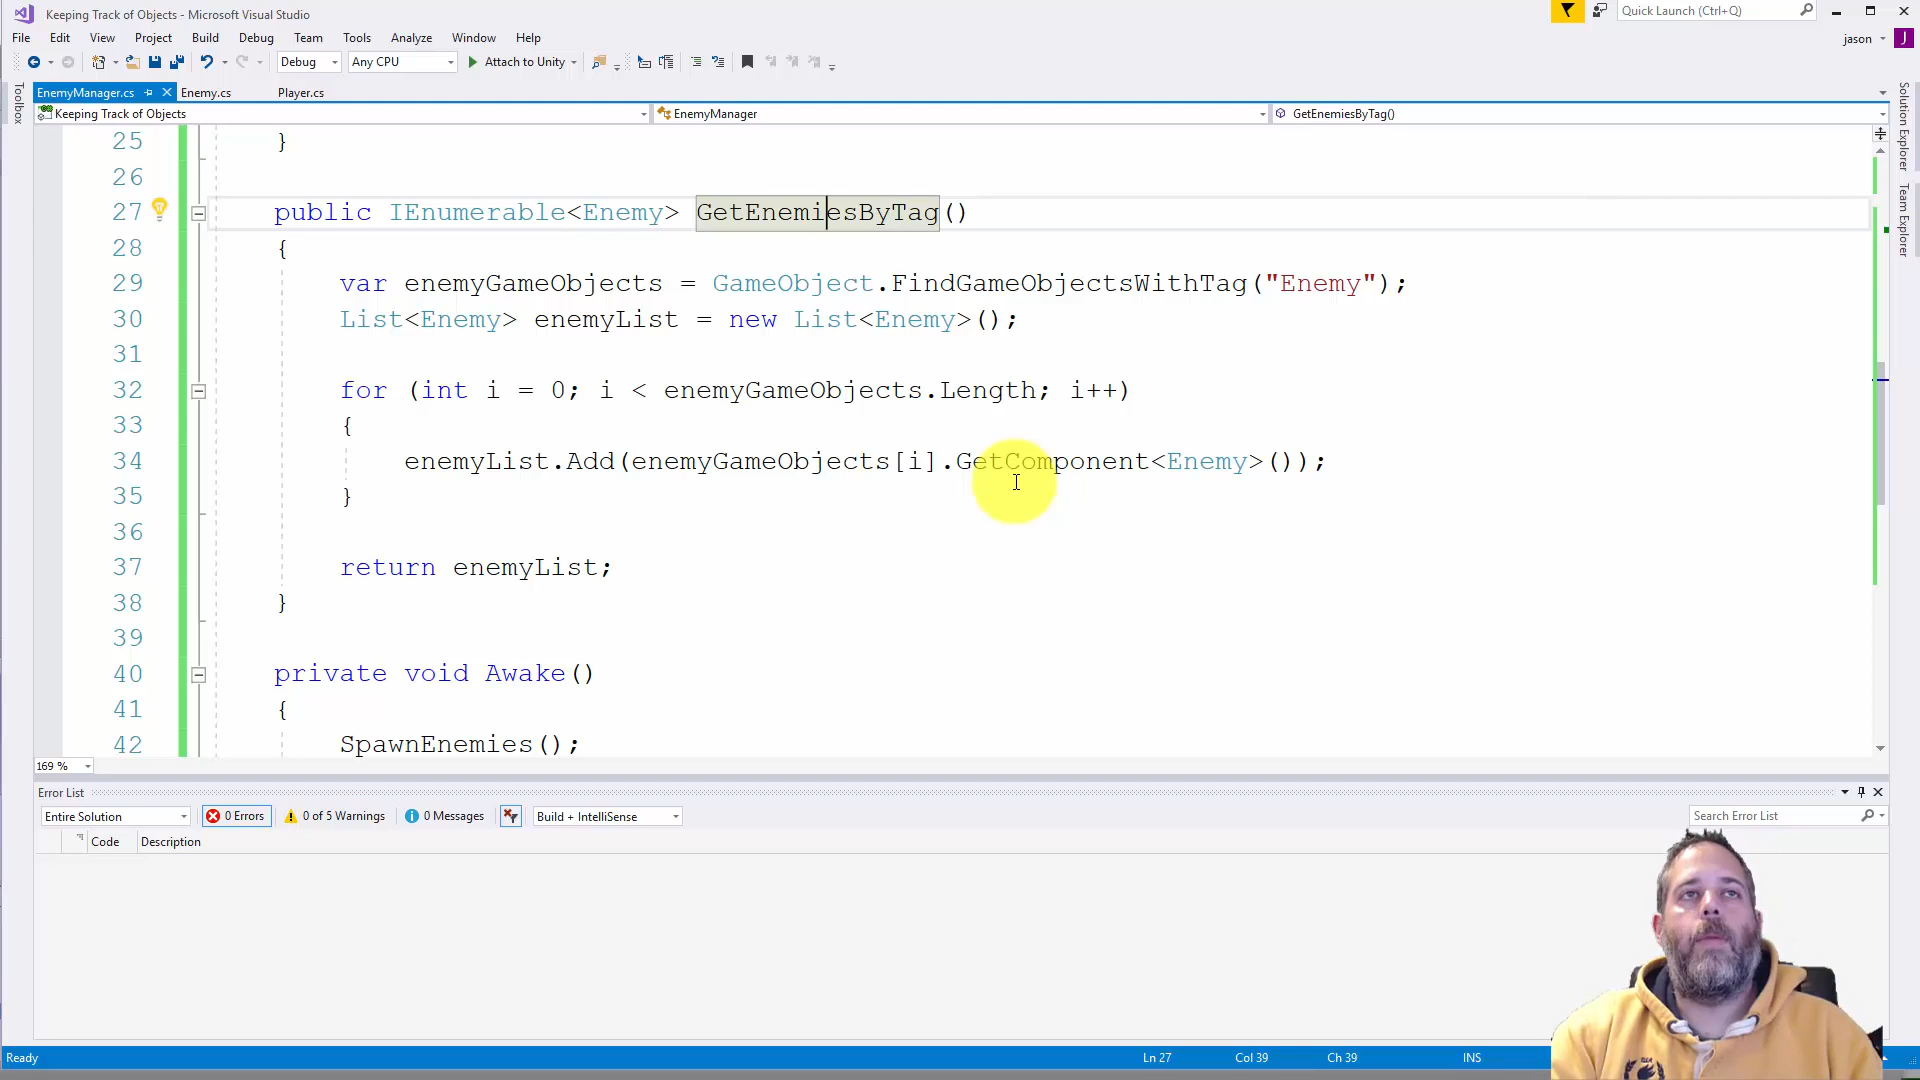 Keeping Track of Objects - Microsoft Visual Studio
Quick Launch (Ctrl+Q)
File Edit View Project Build Debug Team Tools Analyze Window Help
jason J
Debug Any CPU Attach to Unity
Toolbox
EnemyManager.cs Enemy.cs Player.cs
Keeping Track of Objects EnemyManager GetEnemiesByTag()
Solution Explorer
Team Explorer
25 }
26
27 public IEnumerable<Enemy> GetEnemiesByTag()
28 {
29 var enemyGameObjects = GameObject.FindGameObjectsWithTag("Enemy");
30 List<Enemy> enemyList = new List<Enemy>();
31
32 for (int i = 0; i < enemyGameObjects.Length; i++)
33 {
34 enemyList.Add(enemyGameObjects[i].GetComponent<Enemy>());
35 }
36
37 return enemyList;
38 }
39
40 private void Awake()
41 {
42 SpawnEnemies();
169 %
Error List
Entire Solution 0 Errors 0 of 5 Warnings 0 Messages Build + IntelliSense Search Error List
Code Description
Ready Ln 27 Col 39 Ch 39 INS